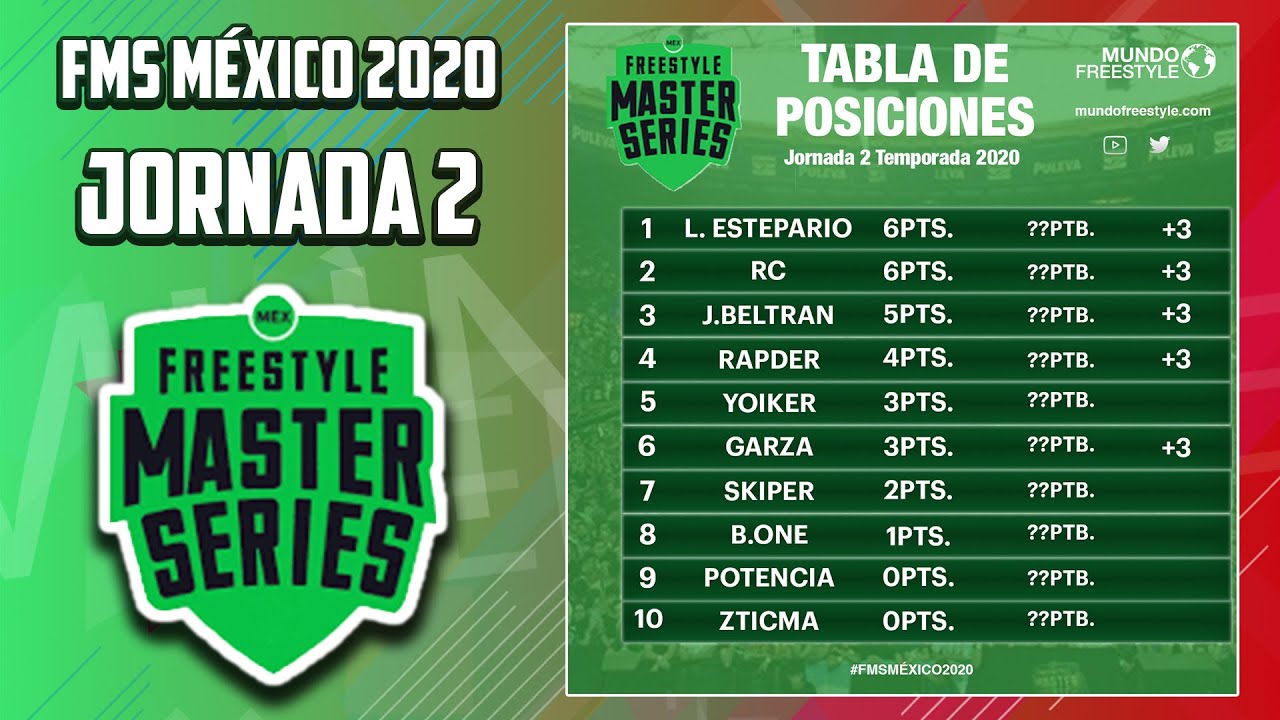 FMS MÉXICO 2020
JORNADA 2
MEX
FREESTYLE
MASTER
SERIES
MEX
FREESTYLE
MASTER
SERIES
TABLA DE
POSICIONES
Jornada 2 Temporada 2020
MUNDO
FREESTYLE
mundofreestyle.com
PULEVA
PULEVA
1 L. ESTEPARIO 6PTS. ??PTB. +3
2 RC 6PTS. ??PTB. +3
3 J.BELTRAN 5PTS. ??PTB. +3
4 RAPDER 4PTS. ??PTB. +3
5 YOIKER 3PTS. ??PTB.
6 GARZA 3PTS. ??PTB. +3
7 SKIPER 2PTS. ??PTB.
8 B.ONE 1PTS. ??PTB.
9 POTENCIA 0PTS. ??PTB.
10 ZTICMA 0PTS. ??PTB.
#FMSMÉXICO2020